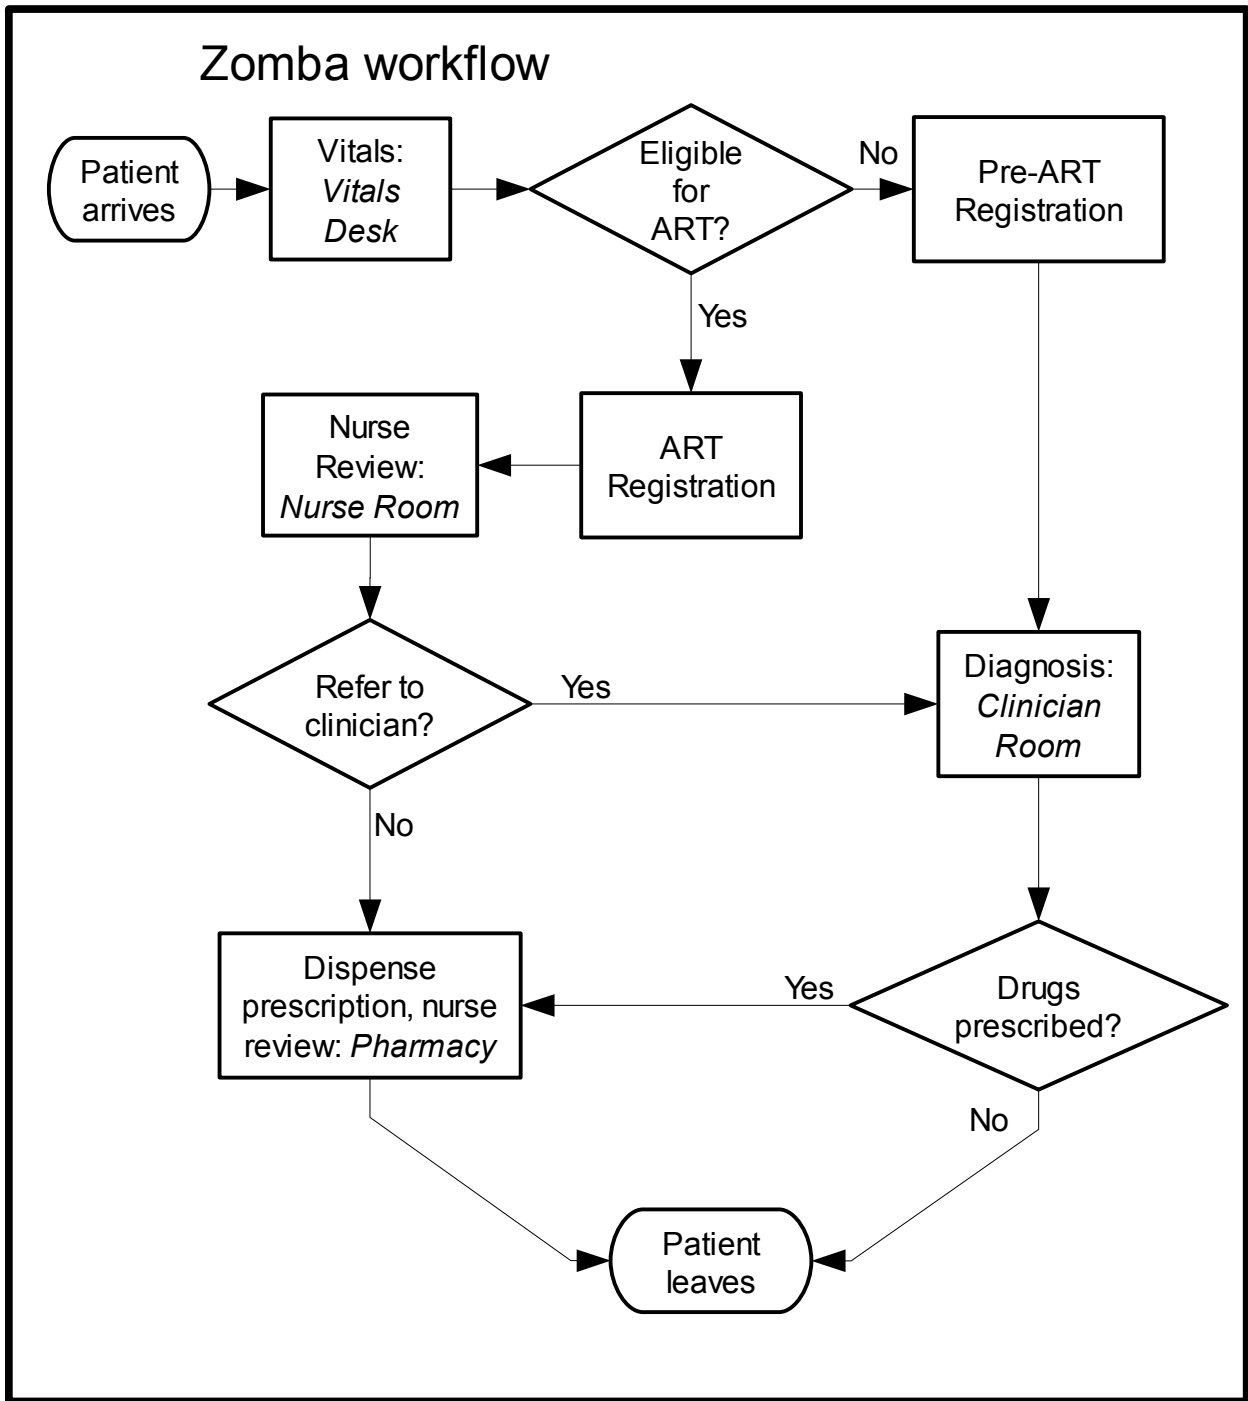 Zomba workflow
Patient
arrives
Vitals:
Vitals
Desk
Eligible
for
ART?
No
Pre-ART
Registration
Yes
Nurse
Review:
Nurse Room
ART
Registration
Refer to
clinician?
Yes
Diagnosis:
Clinician
Room
No
Dispense
prescription, nurse
review: Pharmacy
Yes
Drugs
prescribed?
No
Patient
leaves